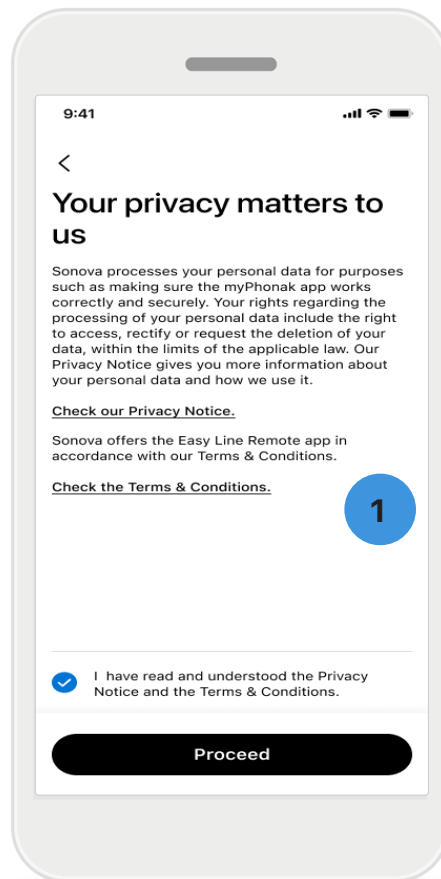 9:41
Your privacy matters to
us
Sonova processes your personal data for purposes
such as making sure the myPhonak app works
correctly and securely. Your rights regarding the
processing of your personal data include the right
to access, rectify or request the deletion of your
data, within the limits of the applicable law. Our
Privacy Notice gives you more information about
your personal data and how we use it.
Check our Privacy Notice.
Sonova offers the Easy Line Remote app in
accordance with our Terms & Conditions.
Check the Terms & Conditions.
1
I have read and understood the Privacy
Notice and the Terms & Conditions.
Proceed